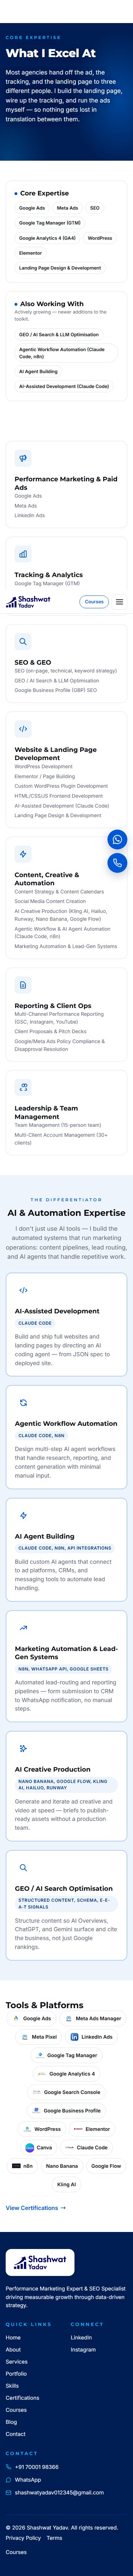 CORE EXPERTISE
What I Excel At
Most agencies hand off the ad, the
tracking, and the landing page to three
different people. I build the landing page,
wire up the tracking, and run the ads
myself — so nothing gets lost in
translation between them.
Core Expertise
Google Ads
Meta Ads
SEO
Google Tag Manager (GTM)
Google Analytics 4 (GA4)
WordPress
Elementor
Landing Page Design & Development
Also Working With
Actively growing — newer additions to the
toolkit.
GEO / AI Search & LLM Optimisation
Agentic Workflow Automation (Claude
Code, n8n)
AI Agent Building
AI-Assisted Development (Claude Code)
Performance Marketing & Paid
Ads
Google Ads
Meta Ads
LinkedIn Ads
Tracking & Analytics
Google Tag Manager (GTM)
Shashwat
Yadav
Courses
SEO & GEO
SEO (on-page, technical, keyword strategy)
GEO / AI Search & LLM Optimisation
Google Business Profile (GBP) SEO
Website & Landing Page
Development
WordPress Development
Elementor / Page Building
Custom WordPress Plugin Development
HTML/CSS/JS Frontend Development
AI-Assisted Development (Claude Code)
Landing Page Design & Development
Content, Creative &
Automation
Content Strategy & Content Calendars
Social Media Content Creation
AI Creative Production (Kling AI, Hailuo,
Runway, Nano Banana, Google Flow)
Agentic Workflow & AI Agent Automation
(Claude Code, n8n)
Marketing Automation & Lead-Gen Systems
Reporting & Client Ops
Multi-Channel Performance Reporting
(GSC, Instagram, YouTube)
Client Proposals & Pitch Decks
Google/Meta Ads Policy Compliance &
Disapproval Resolution
Leadership & Team
Management
Team Management (16-person team)
Multi-Client Account Management (30+
clients)
THE DIFFERENTIATOR
AI & Automation Expertise
I don't just use AI tools — I build the
automated systems that run marketing
operations: content pipelines, lead routing,
and AI agents that handle repetitive work.
AI-Assisted Development
CLAUDE CODE
Build and ship full websites and
landing pages by directing an AI
coding agent — from JSON spec to
deployed site.
Agentic Workflow Automation
CLAUDE CODE, N8N
Design multi-step AI agent workflows
that handle research, reporting, and
content generation with minimal
manual input.
AI Agent Building
CLAUDE CODE, N8N, API INTEGRATIONS
Build custom AI agents that connect
to ad platforms, CRMs, and
messaging tools to automate lead
handling.
Marketing Automation & Lead-
Gen Systems
N8N, WHATSAPP API, GOOGLE SHEETS
Automated lead-routing and reporting
pipelines — form submission to CRM
to WhatsApp notification, no manual
steps.
AI Creative Production
NANO BANANA, GOOGLE FLOW, KLING
AI, HAILUO, RUNWAY
Generate and iterate ad creative and
video at speed — briefs to publish-
ready assets without a production
team.
GEO / AI Search Optimisation
STRUCTURED CONTENT, SCHEMA, E-E-
A-T SIGNALS
Structure content so AI Overviews,
ChatGPT, and Gemini surface and cite
the business, not just Google
rankings.
Tools & Platforms
Google Ads
Meta Ads Manager
Meta Pixel
LinkedIn Ads
Google Tag Manager
Google Analytics 4
Google Search Console
Google Business Profile
WordPress
Elementor
Canva
Claude Code
n8n
Nano Banana
Google Flow
Kling AI
View Certifications →
Shashwat
Yadav
Performance Marketing Expert & SEO Specialist
driving measurable growth through data-driven
strategy.
QUICK LINKS
CONNECT
Home
LinkedIn
About
Instagram
Services
Portfolio
Skills
Certifications
Courses
Blog
Contact
CONTACT
+91 70001 98366
WhatsApp
shashwatyadav012345@gmail.com
© 2026 Shashwat Yadav. All rights reserved.
Privacy Policy
Terms
Courses